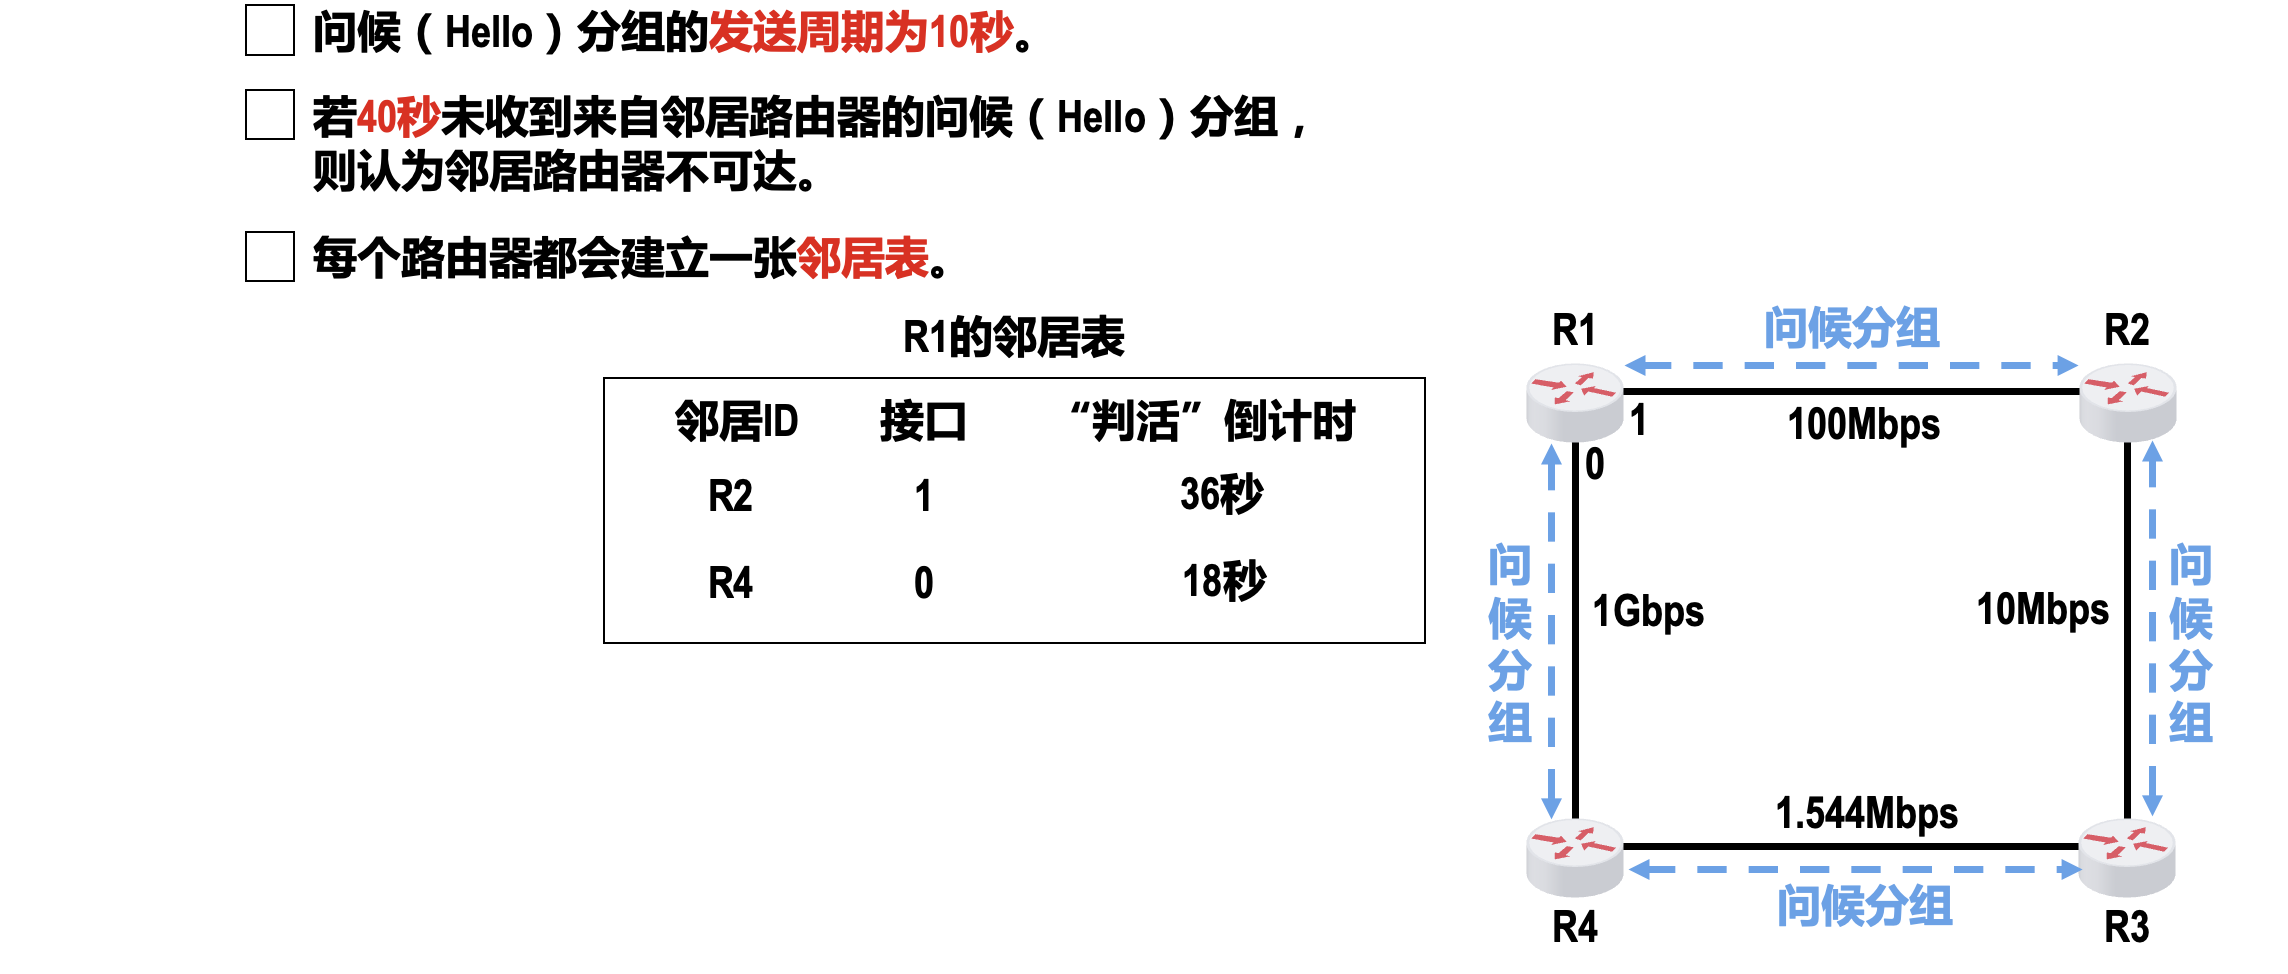 问候（Hello）分组的发送周期为10秒。
若40秒未收到来自邻居路由器的问候（Hello）分组，
则认为邻居路由器不可达。
每个路由器都会建立一张邻居表。
R1的邻居表
邻居ID 接口 “判活”倒计时
R2 1 36秒
R4 0 18秒
R1 问候分组 R2
1 100Mbps
0
问候分组
1Gbps
10Mbps
问候分组
1.544Mbps
问候分组
R4 R3